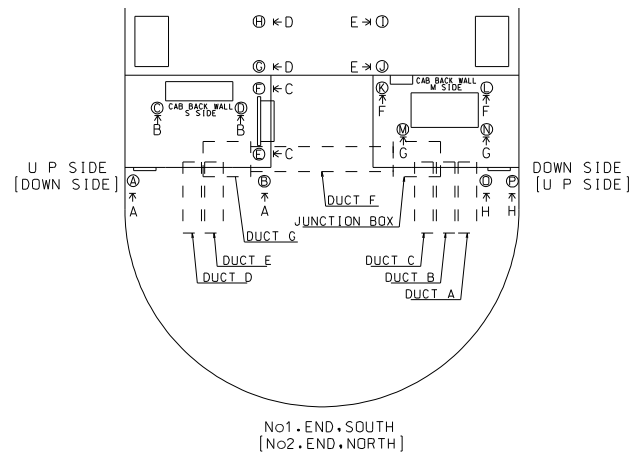 H D E I
G D E J
F C K CAB BACK WALL L
CAB BACK WALL M SIDE
C S SIDE D F F
B B M N
E C G G
U P SIDE DOWN SIDE
[DOWN SIDE] A B DUCT F O P [U P SIDE]
A A JUNCTION BOX H H
DUCT G
DUCT E DUCT C
DUCT D DUCT B
DUCT A
No1.END,SOUTH
[No2.END,NORTH]